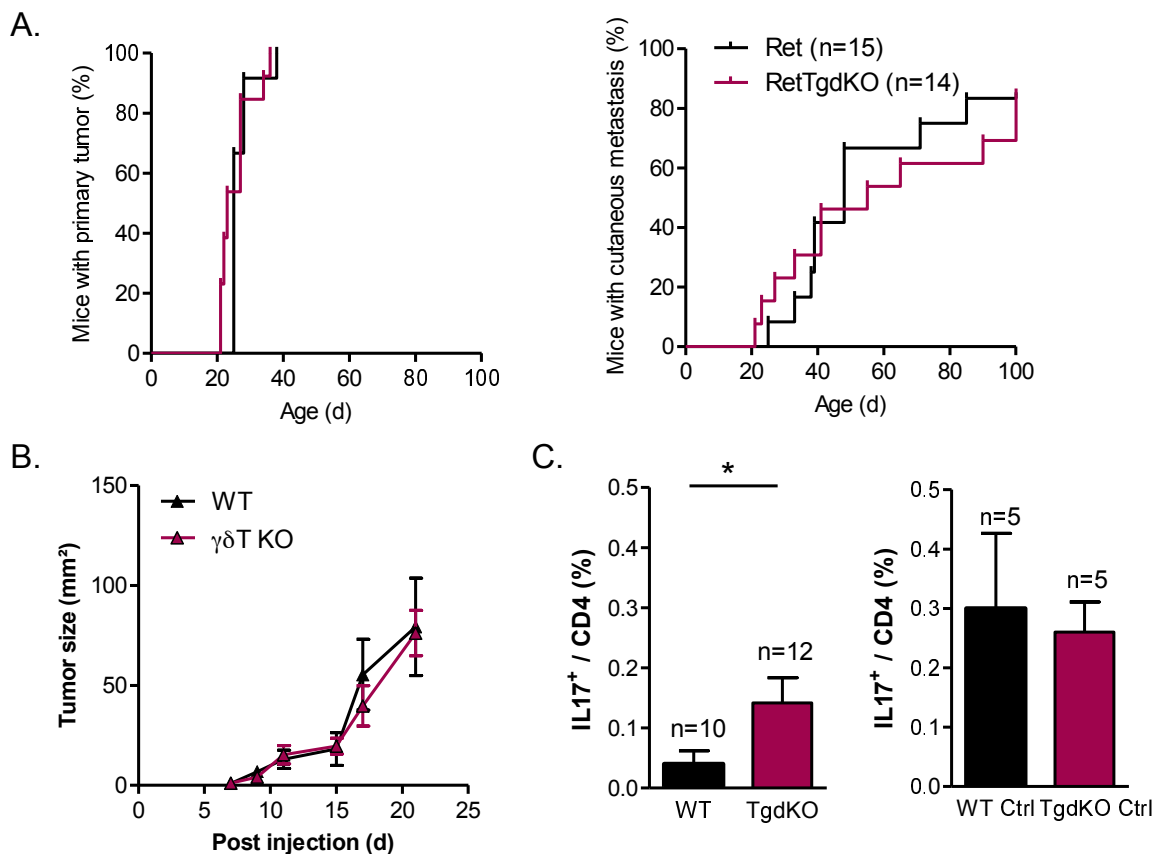 A.
Mice with primary tumor (%)
100
80
60
40
20
0
0 20 40 60 80 100
Age (d)
Mice with cutaneous metastasis (%)
100
80
60
40
20
0
0 20 40 60 80 100
Age (d)
Ret (n=15)
RetTgdKO (n=14)
B.
Tumor size (mm²)
150
100
50
0
0 5 10 15 20 25
Post injection (d)
WT
γδT KO
C.
IL17⁺ / CD4 (%)
0.5
0.4
0.3
0.2
0.1
0.0
*
n=10
n=12
WT TgdKO
IL17⁺ / CD4 (%)
0.5
0.4
0.3
0.2
0.1
0.0
n=5
n=5
WT Ctrl TgdKO Ctrl